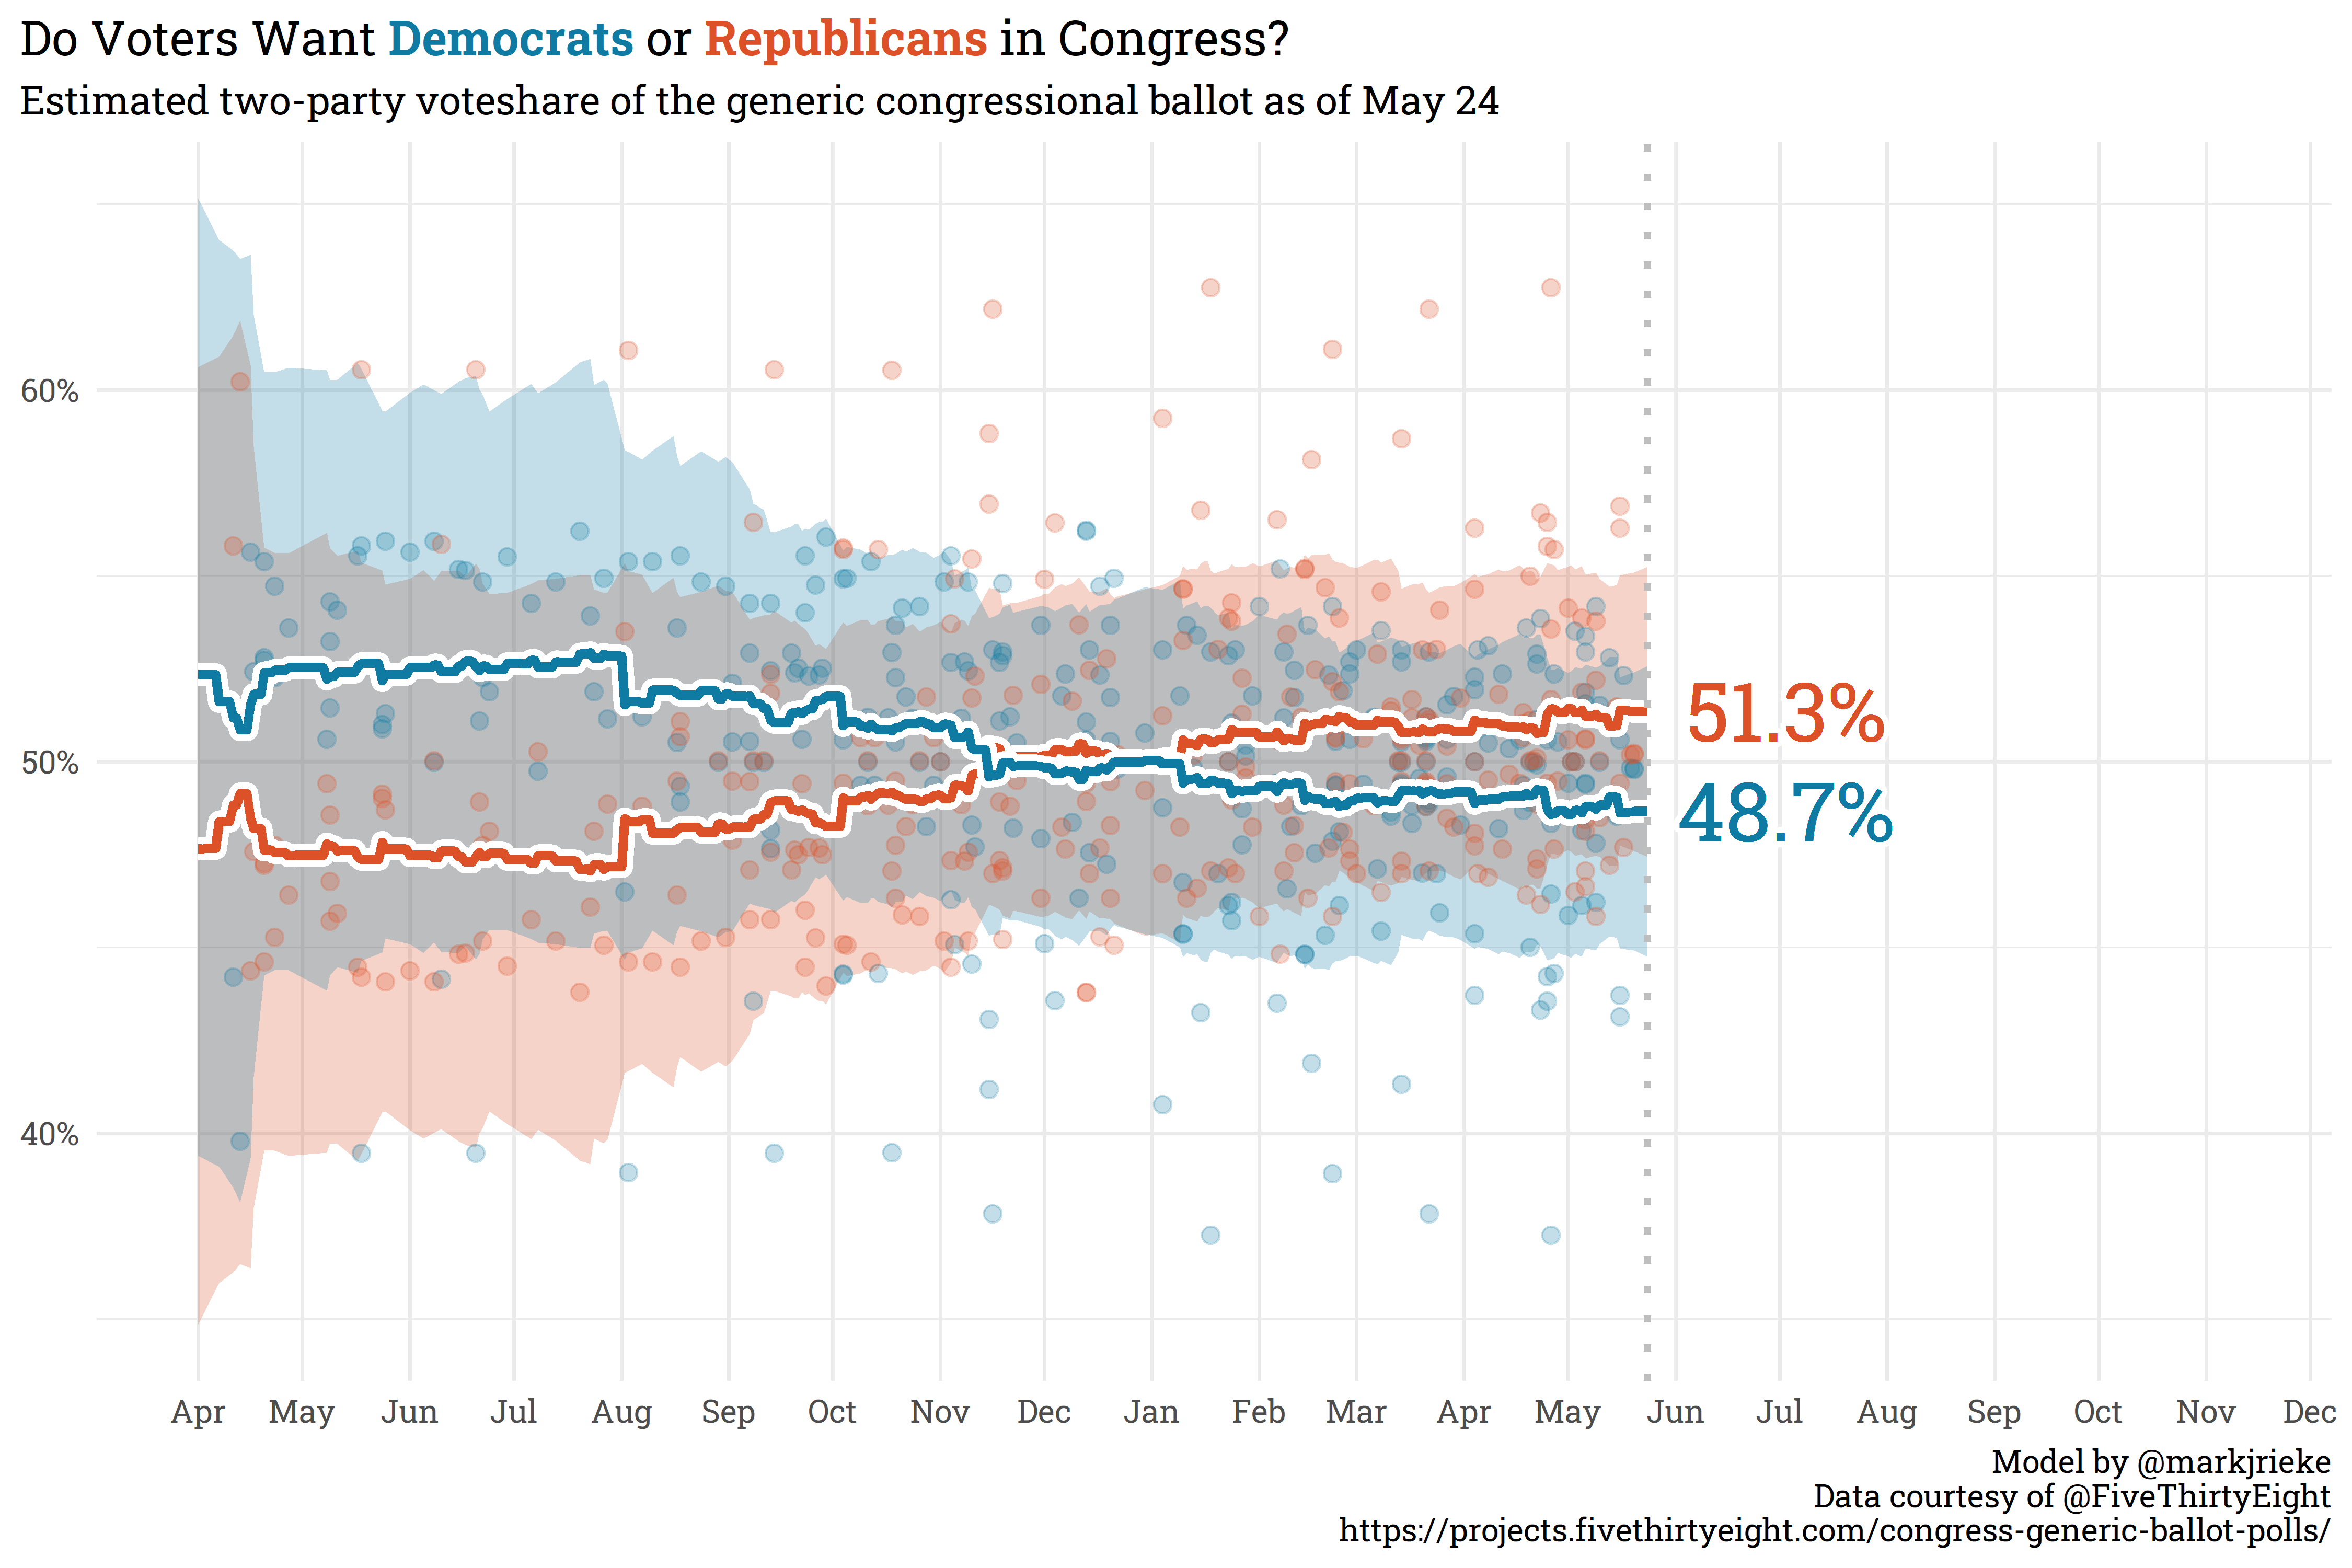 Do Voters Want Democrats or Republicans in Congress?
Estimated two-party voteshare of the generic congressional ballot as of May 24
60%
50%
40%
51.3%
48.7%
Apr May Jun Jul Aug Sep Oct Nov Dec Jan Feb Mar Apr May Jun Jul Aug Sep Oct Nov Dec
Model by @markjrieke
Data courtesy of @FiveThirtyEight
https://projects.fivethirtyeight.com/congress-generic-ballot-polls/